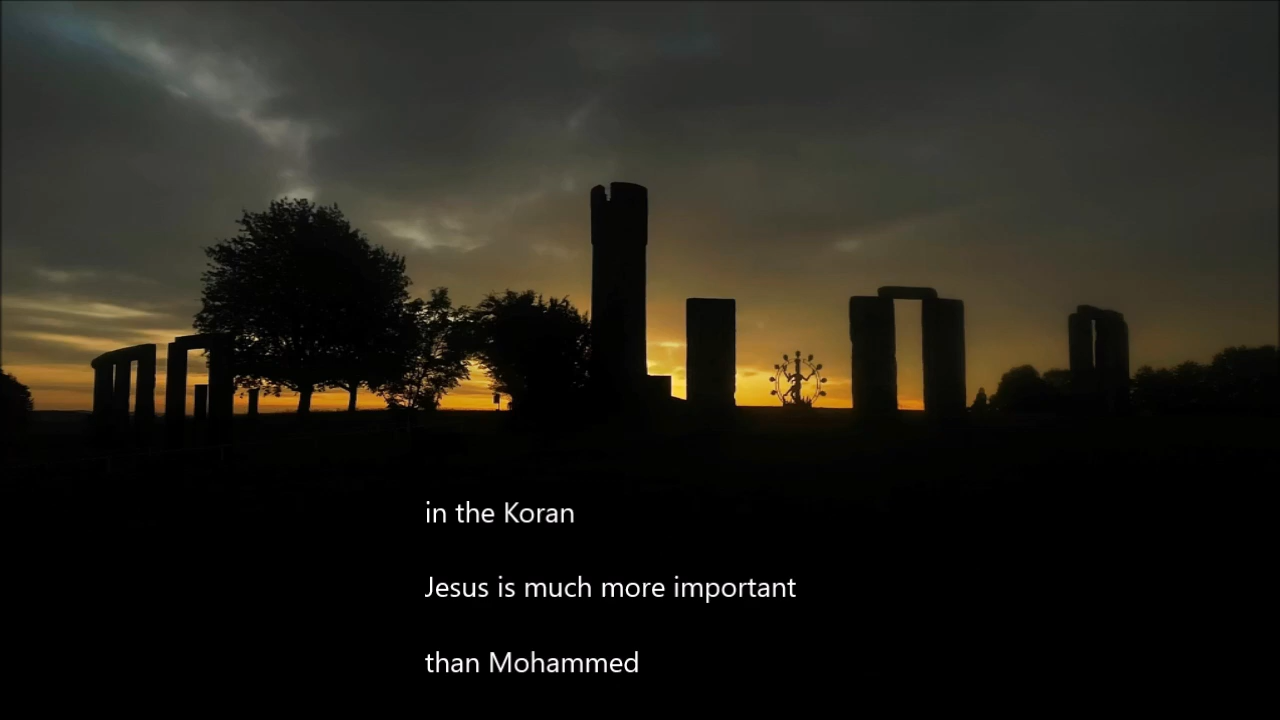 in the Koran
Jesus is much more important
than Mohammed